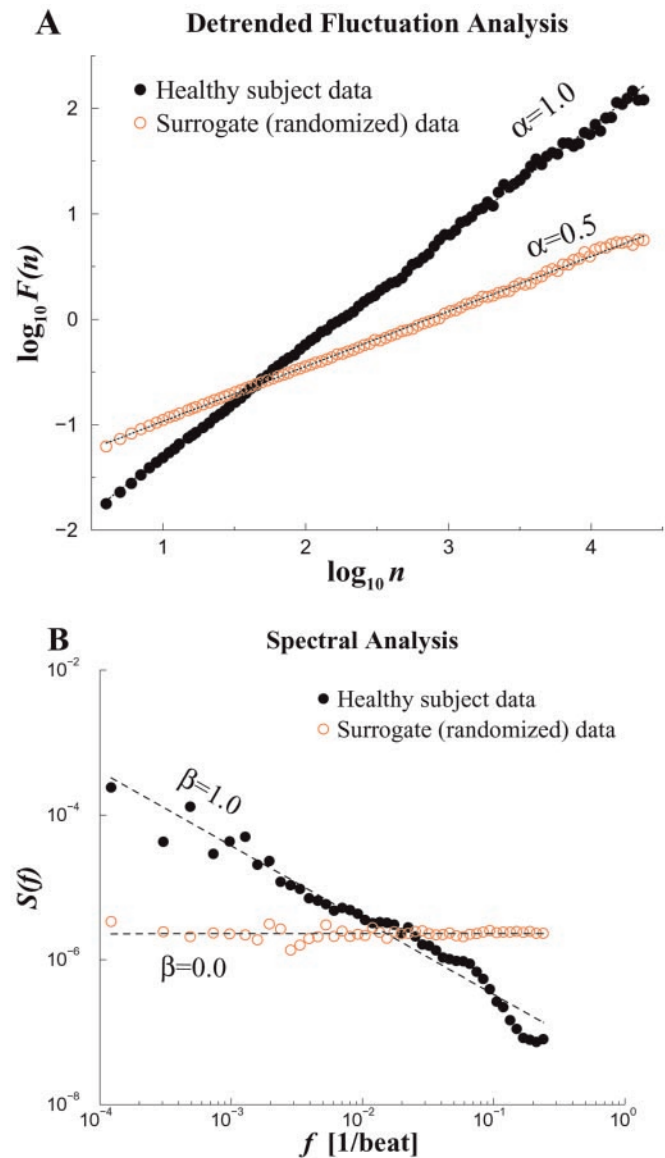 A Detrended Fluctuation Analysis
Healthy subject data
Surrogate (randomized) data
α=1.0
α=0.5
log₁₀ F(n)
2
1
0
−1
−2
1
2
3
4
log₁₀ n
B Spectral Analysis
Healthy subject data
Surrogate (randomized) data
β=1.0
β=0.0
S(f)
10⁻²
10⁻⁴
10⁻⁶
10⁻⁸
10⁻⁴
10⁻³
10⁻²
10⁻¹
10⁰
f [1/beat]